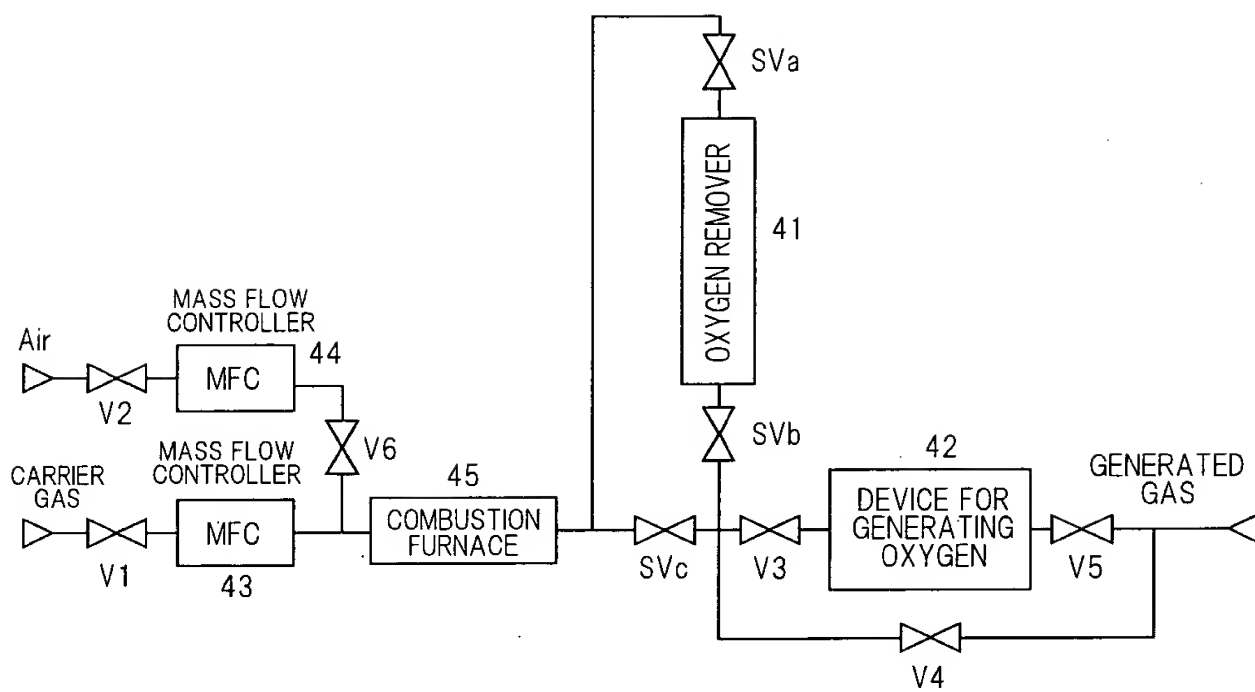 SVa
OXYGEN REMOVER
41
MASS FLOW
CONTROLLER
44
Air
MFC
V2
SVb
V6
MASS FLOW
CONTROLLER
42
GENERATED
GAS
CARRIER
GAS
45
MFC
COMBUSTION
FURNACE
DEVICE FOR
GENERATING
OXYGEN
V1
43
SVc
V3
V5
V4